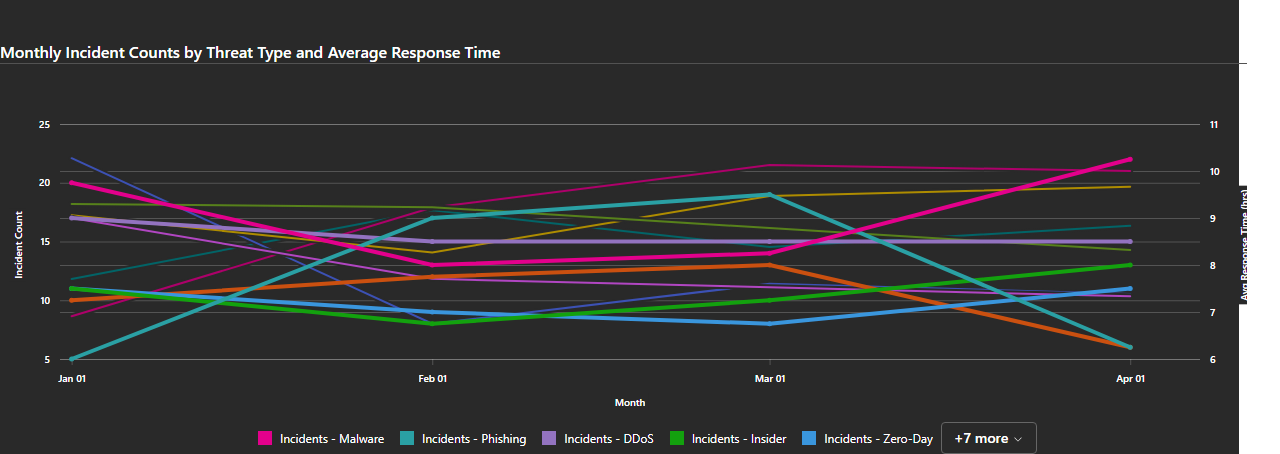 Monthly Incident Counts by Threat Type and Average Response Time
25
20
15
10
5
Incident Count
11
10
9
8
7
6
Avg Response Time (hrs)
Jan 01
Feb 01
Mar 01
Apr 01
Month
Incidents - Malware
Incidents - Phishing
Incidents - DDoS
Incidents - Insider
Incidents - Zero-Day
+7 more